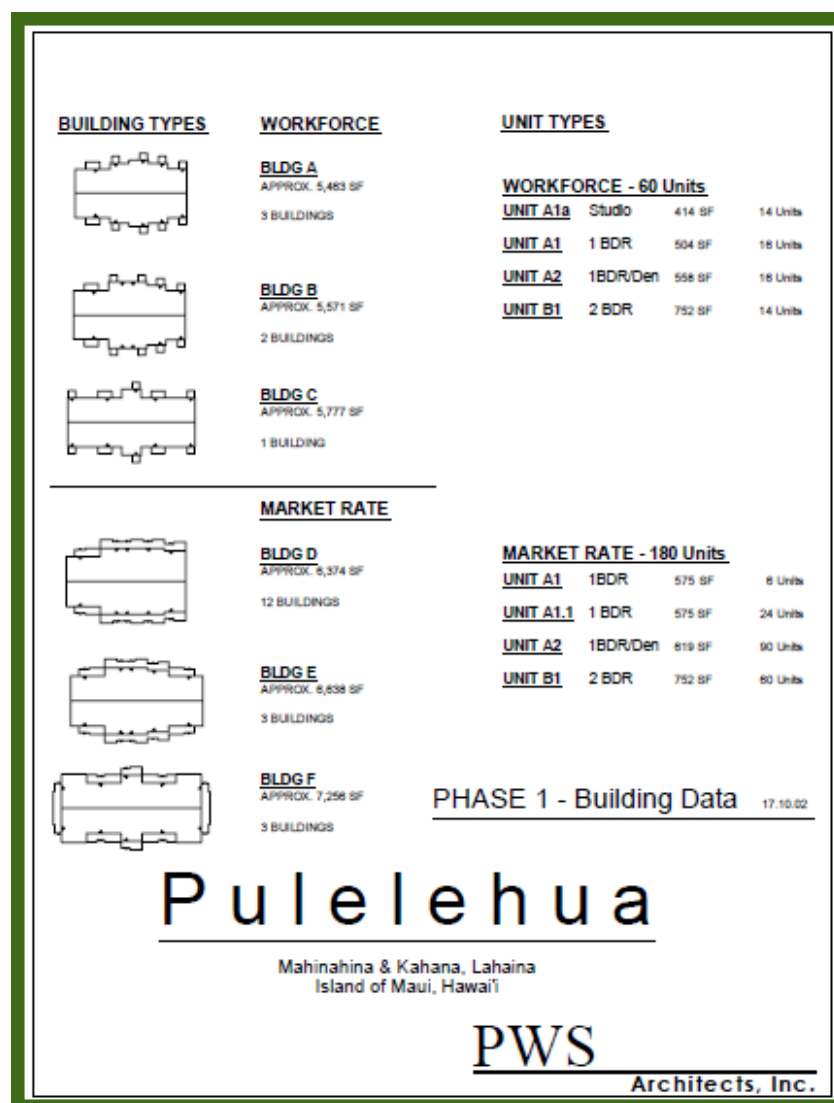 BUILDING TYPES
WORKFORCE
BLDG A
APPROX. 5,483 SF
3 BUILDINGS
BLDG B
APPROX. 5,571 SF
2 BUILDINGS
BLDG C
APPROX. 5,777 SF
1 BUILDING
MARKET RATE
BLDG D
APPROX. 6,374 SF
12 BUILDINGS
BLDG E
APPROX. 6,638 SF
3 BUILDINGS
BLDG F
APPROX. 7,256 SF
3 BUILDINGS
UNIT TYPES
WORKFORCE - 60 Units
UNIT A1a Studio 414 SF 14 Units
UNIT A1 1 BDR 504 SF 16 Units
UNIT A2 1BDR/Den 558 SF 16 Units
UNIT B1 2 BDR 752 SF 14 Units
MARKET RATE - 180 Units
UNIT A1 1BDR 575 SF 6 Units
UNIT A1.1 1 BDR 575 SF 24 Units
UNIT A2 1BDR/Den 619 SF 90 Units
UNIT B1 2 BDR 752 SF 60 Units
PHASE 1 - Building Data 17.10.02
Pulelehua
Mahinahina & Kahana, Lahaina
Island of Maui, Hawai'i
PWS
Architects, Inc.